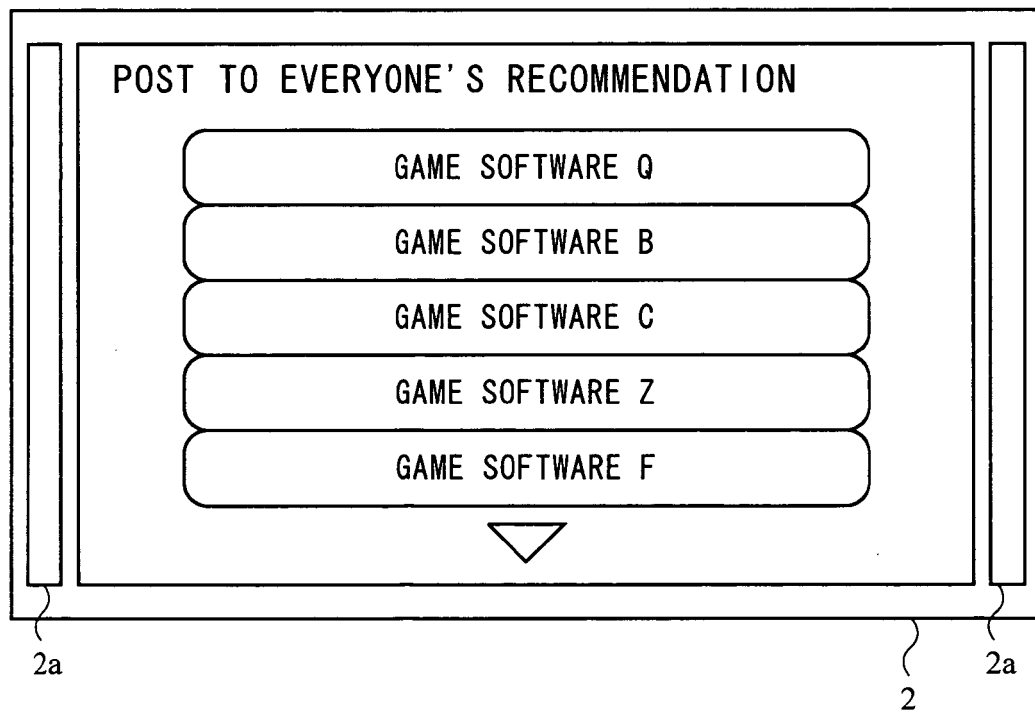 POST TO EVERYONE'S RECOMMENDATION
GAME SOFTWARE Q
GAME SOFTWARE B
GAME SOFTWARE C
GAME SOFTWARE Z
GAME SOFTWARE F
2a
2a
2